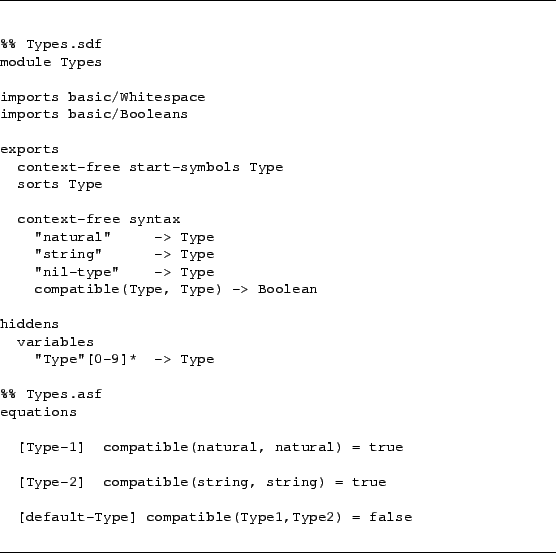 %% Types.sdf
module Types
imports basic/Whitespace
imports basic/Booleans
exports
context-free start-symbols Type
sorts Type
context-free syntax
"natural" -> Type
"string" -> Type
"nil-type" -> Type
compatible(Type, Type) -> Boolean
hiddens
variables
"Type"[0-9]* -> Type
%% Types.asf
equations
[Type-1] compatible(natural, natural) = true
[Type-2] compatible(string, string) = true
[default-Type] compatible(Type1,Type2) = false